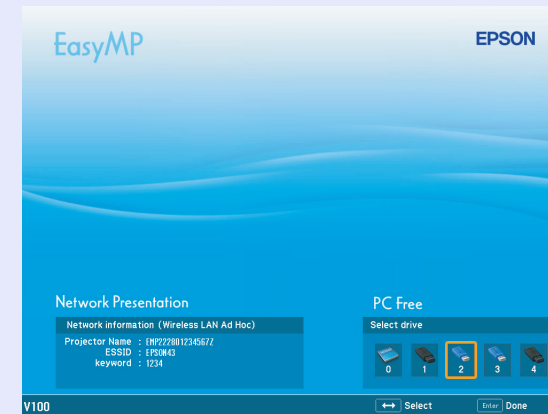 EasyMP
EPSON
Network Presentation
Network information (Wireless LAN Ad Hoc)
Projector Name : EMP222801234567Z
ESSID : EPSON43
keyword : 1234
PC Free
Select drive
0 1 2 3 4
V100
Select
Enter Done